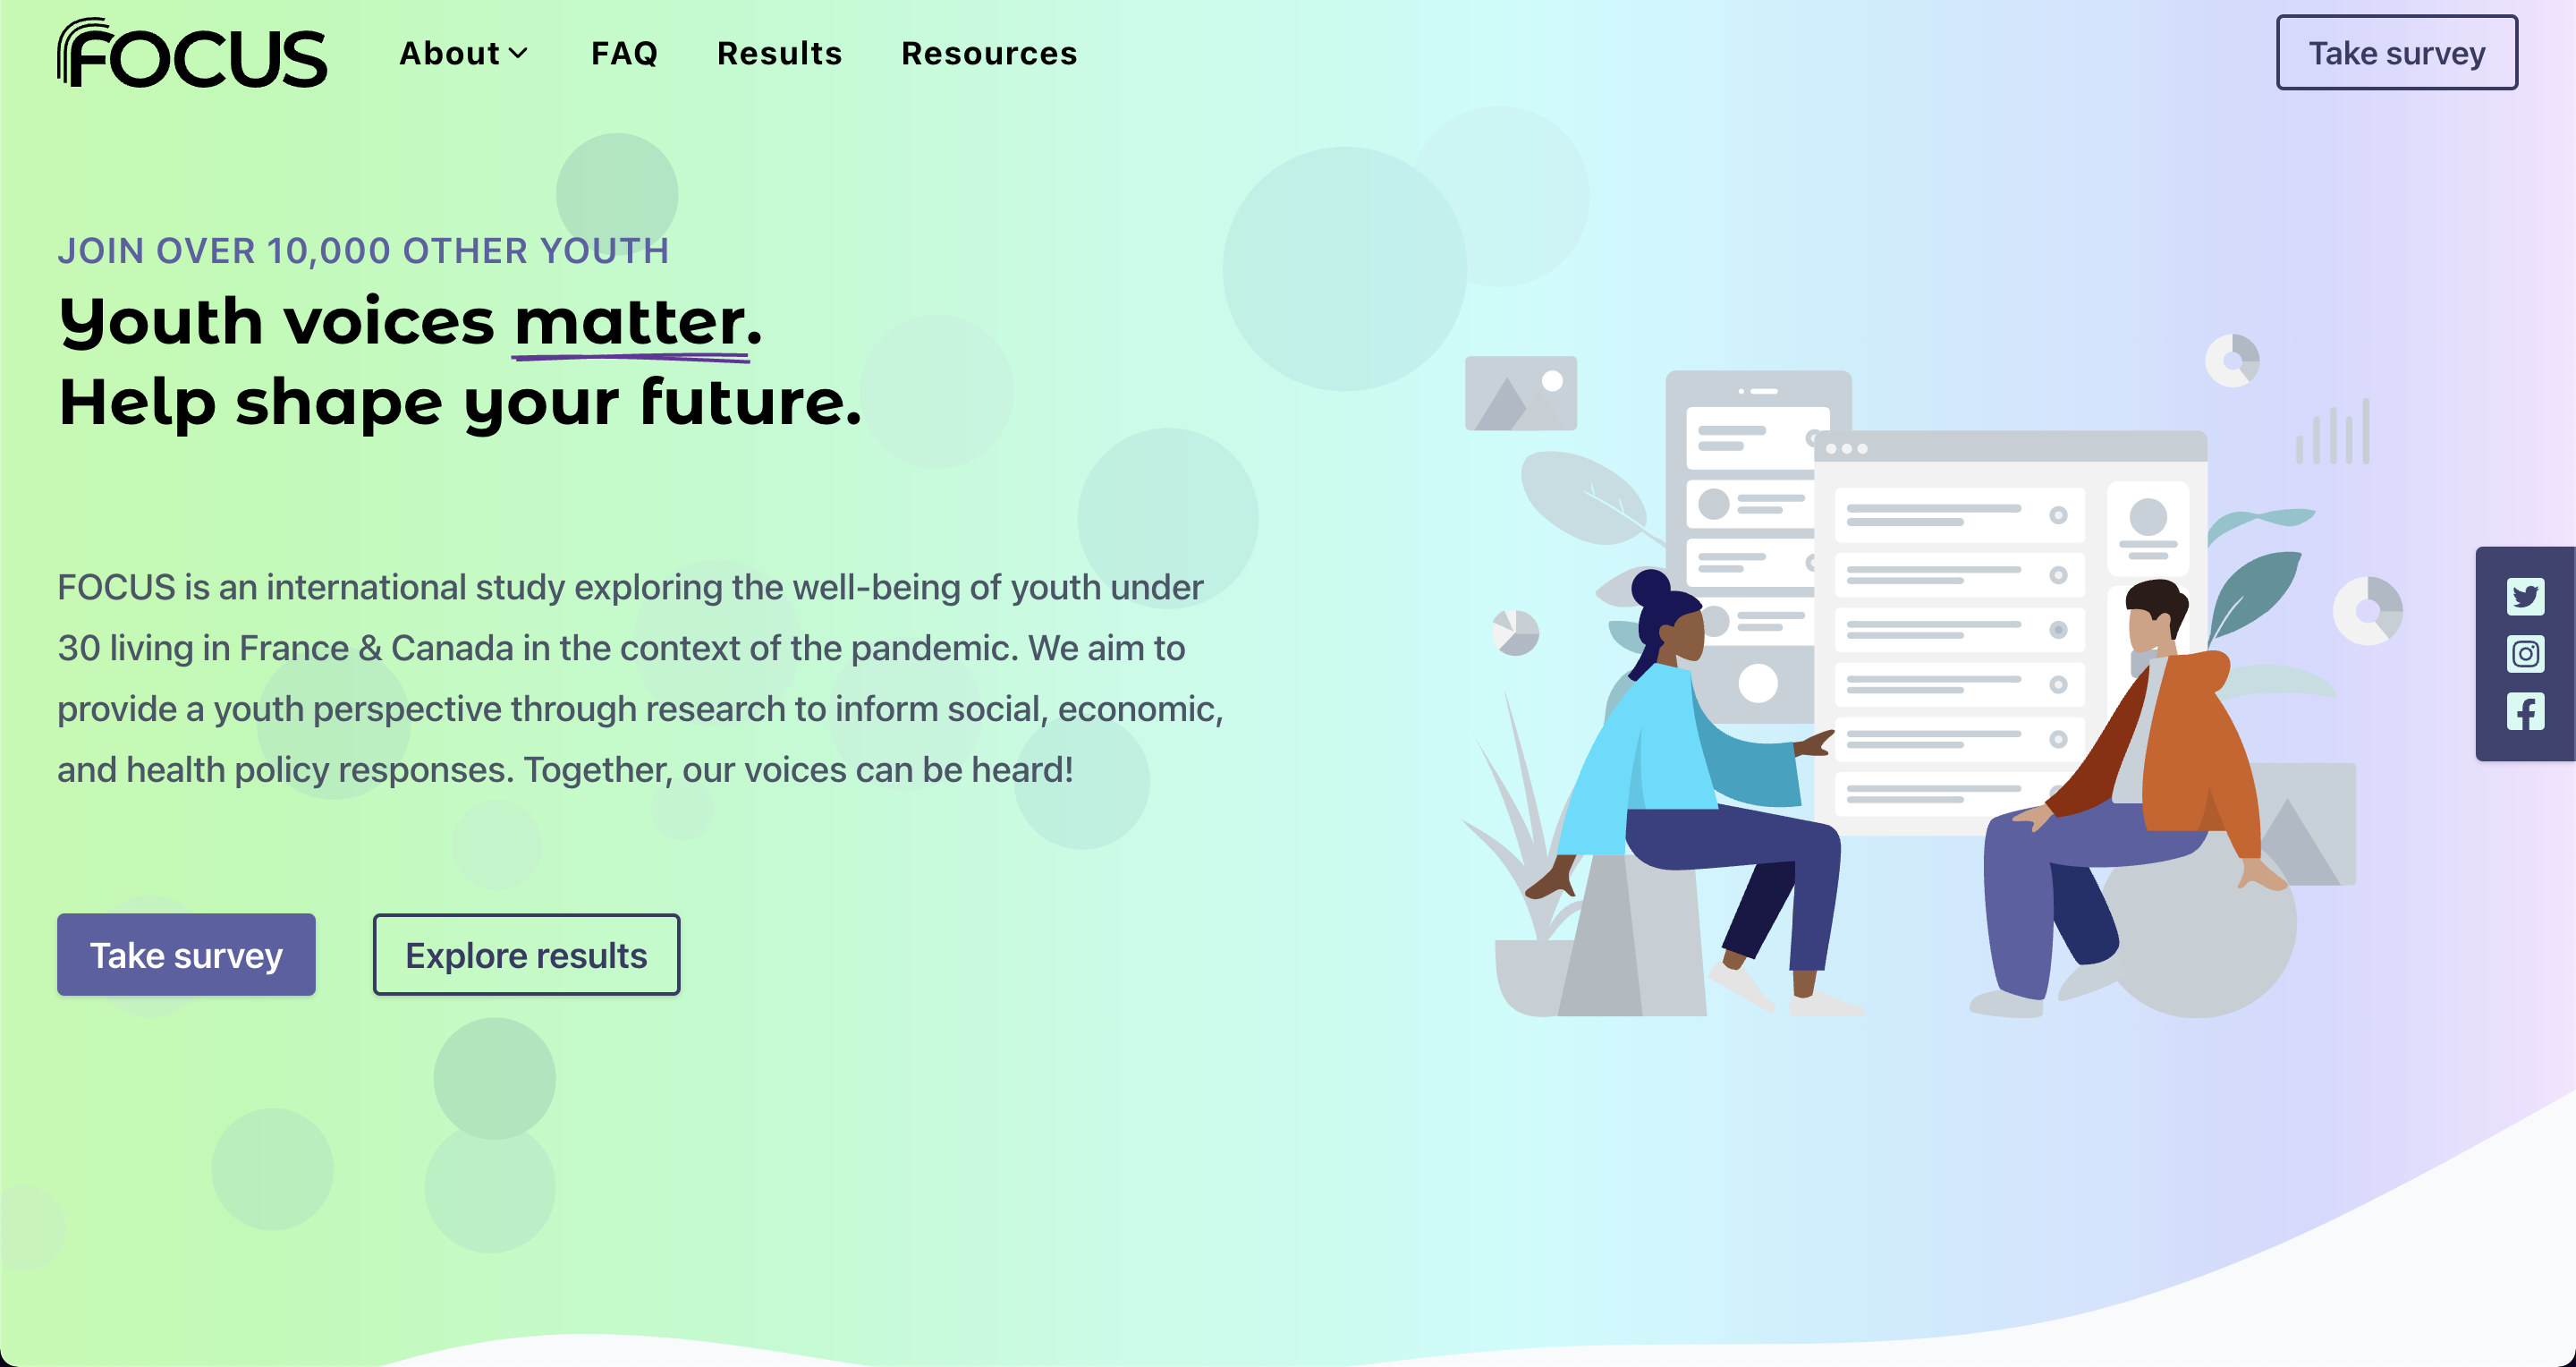 FOCUS
About
FAQ
Results
Resources
Take survey
JOIN OVER 10,000 OTHER YOUTH
Youth voices matter.
Help shape your future.
FOCUS is an international study exploring the well-being of youth under
30 living in France & Canada in the context of the pandemic. We aim to
provide a youth perspective through research to inform social, economic,
and health policy responses. Together, our voices can be heard!
Take survey
Explore results